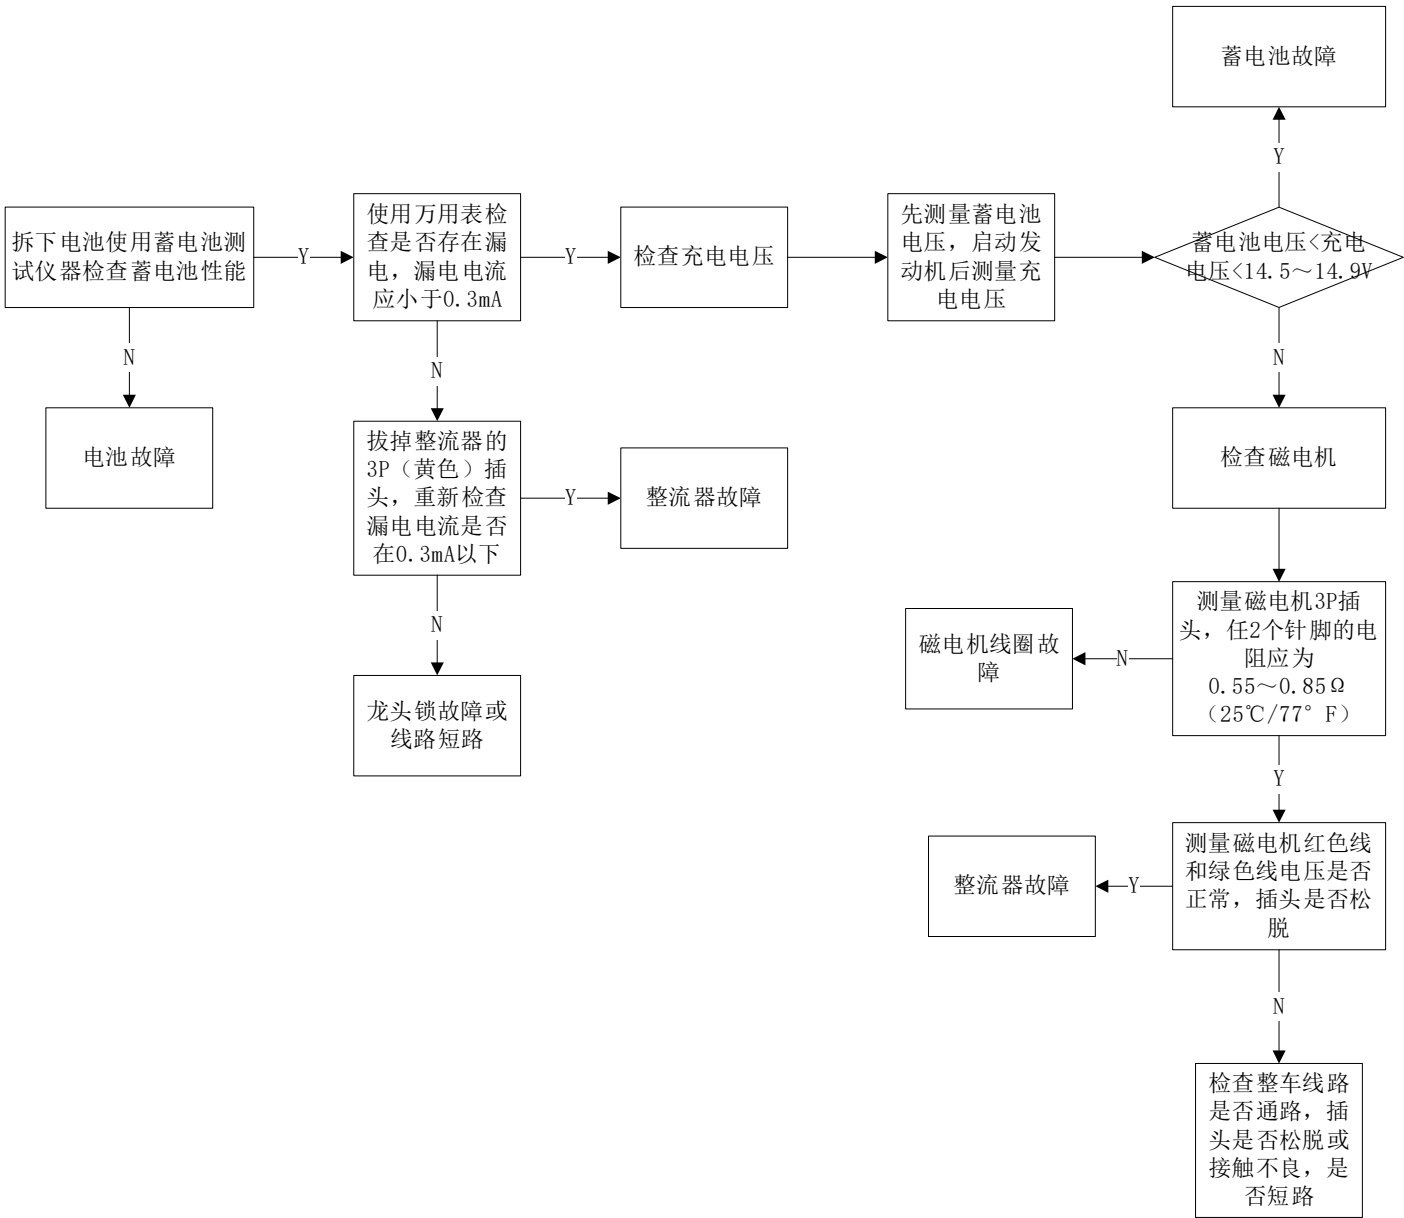 蓄电池故障
Y
拆下电池使用蓄电池测
试仪器检查蓄电池性能
Y
使用万用表检
查是否存在漏
电，漏电电流
应小于0.3mA
Y
检查充电电压
先测量蓄电池
电压，启动发
动机后测量充
电电压
蓄电池电压<充电
电压<14.5～14.9V
N
电池故障
N
拔掉整流器的
3P（黄色）插
头，重新检查
漏电电流是否
在0.3mA以下
Y
整流器故障
N
龙头锁故障或
线路短路
N
检查磁电机
测量磁电机3P插
头，任2个针脚的电
阻应为
0.55～0.85Ω
（25℃/77°F）
N
磁电机线圈故
障
Y
测量磁电机红色线
和绿色线电压是否
正常，插头是否松
脱
Y
整流器故障
N
检查整车线路
是否通路，插
头是否松脱或
接触不良，是
否短路